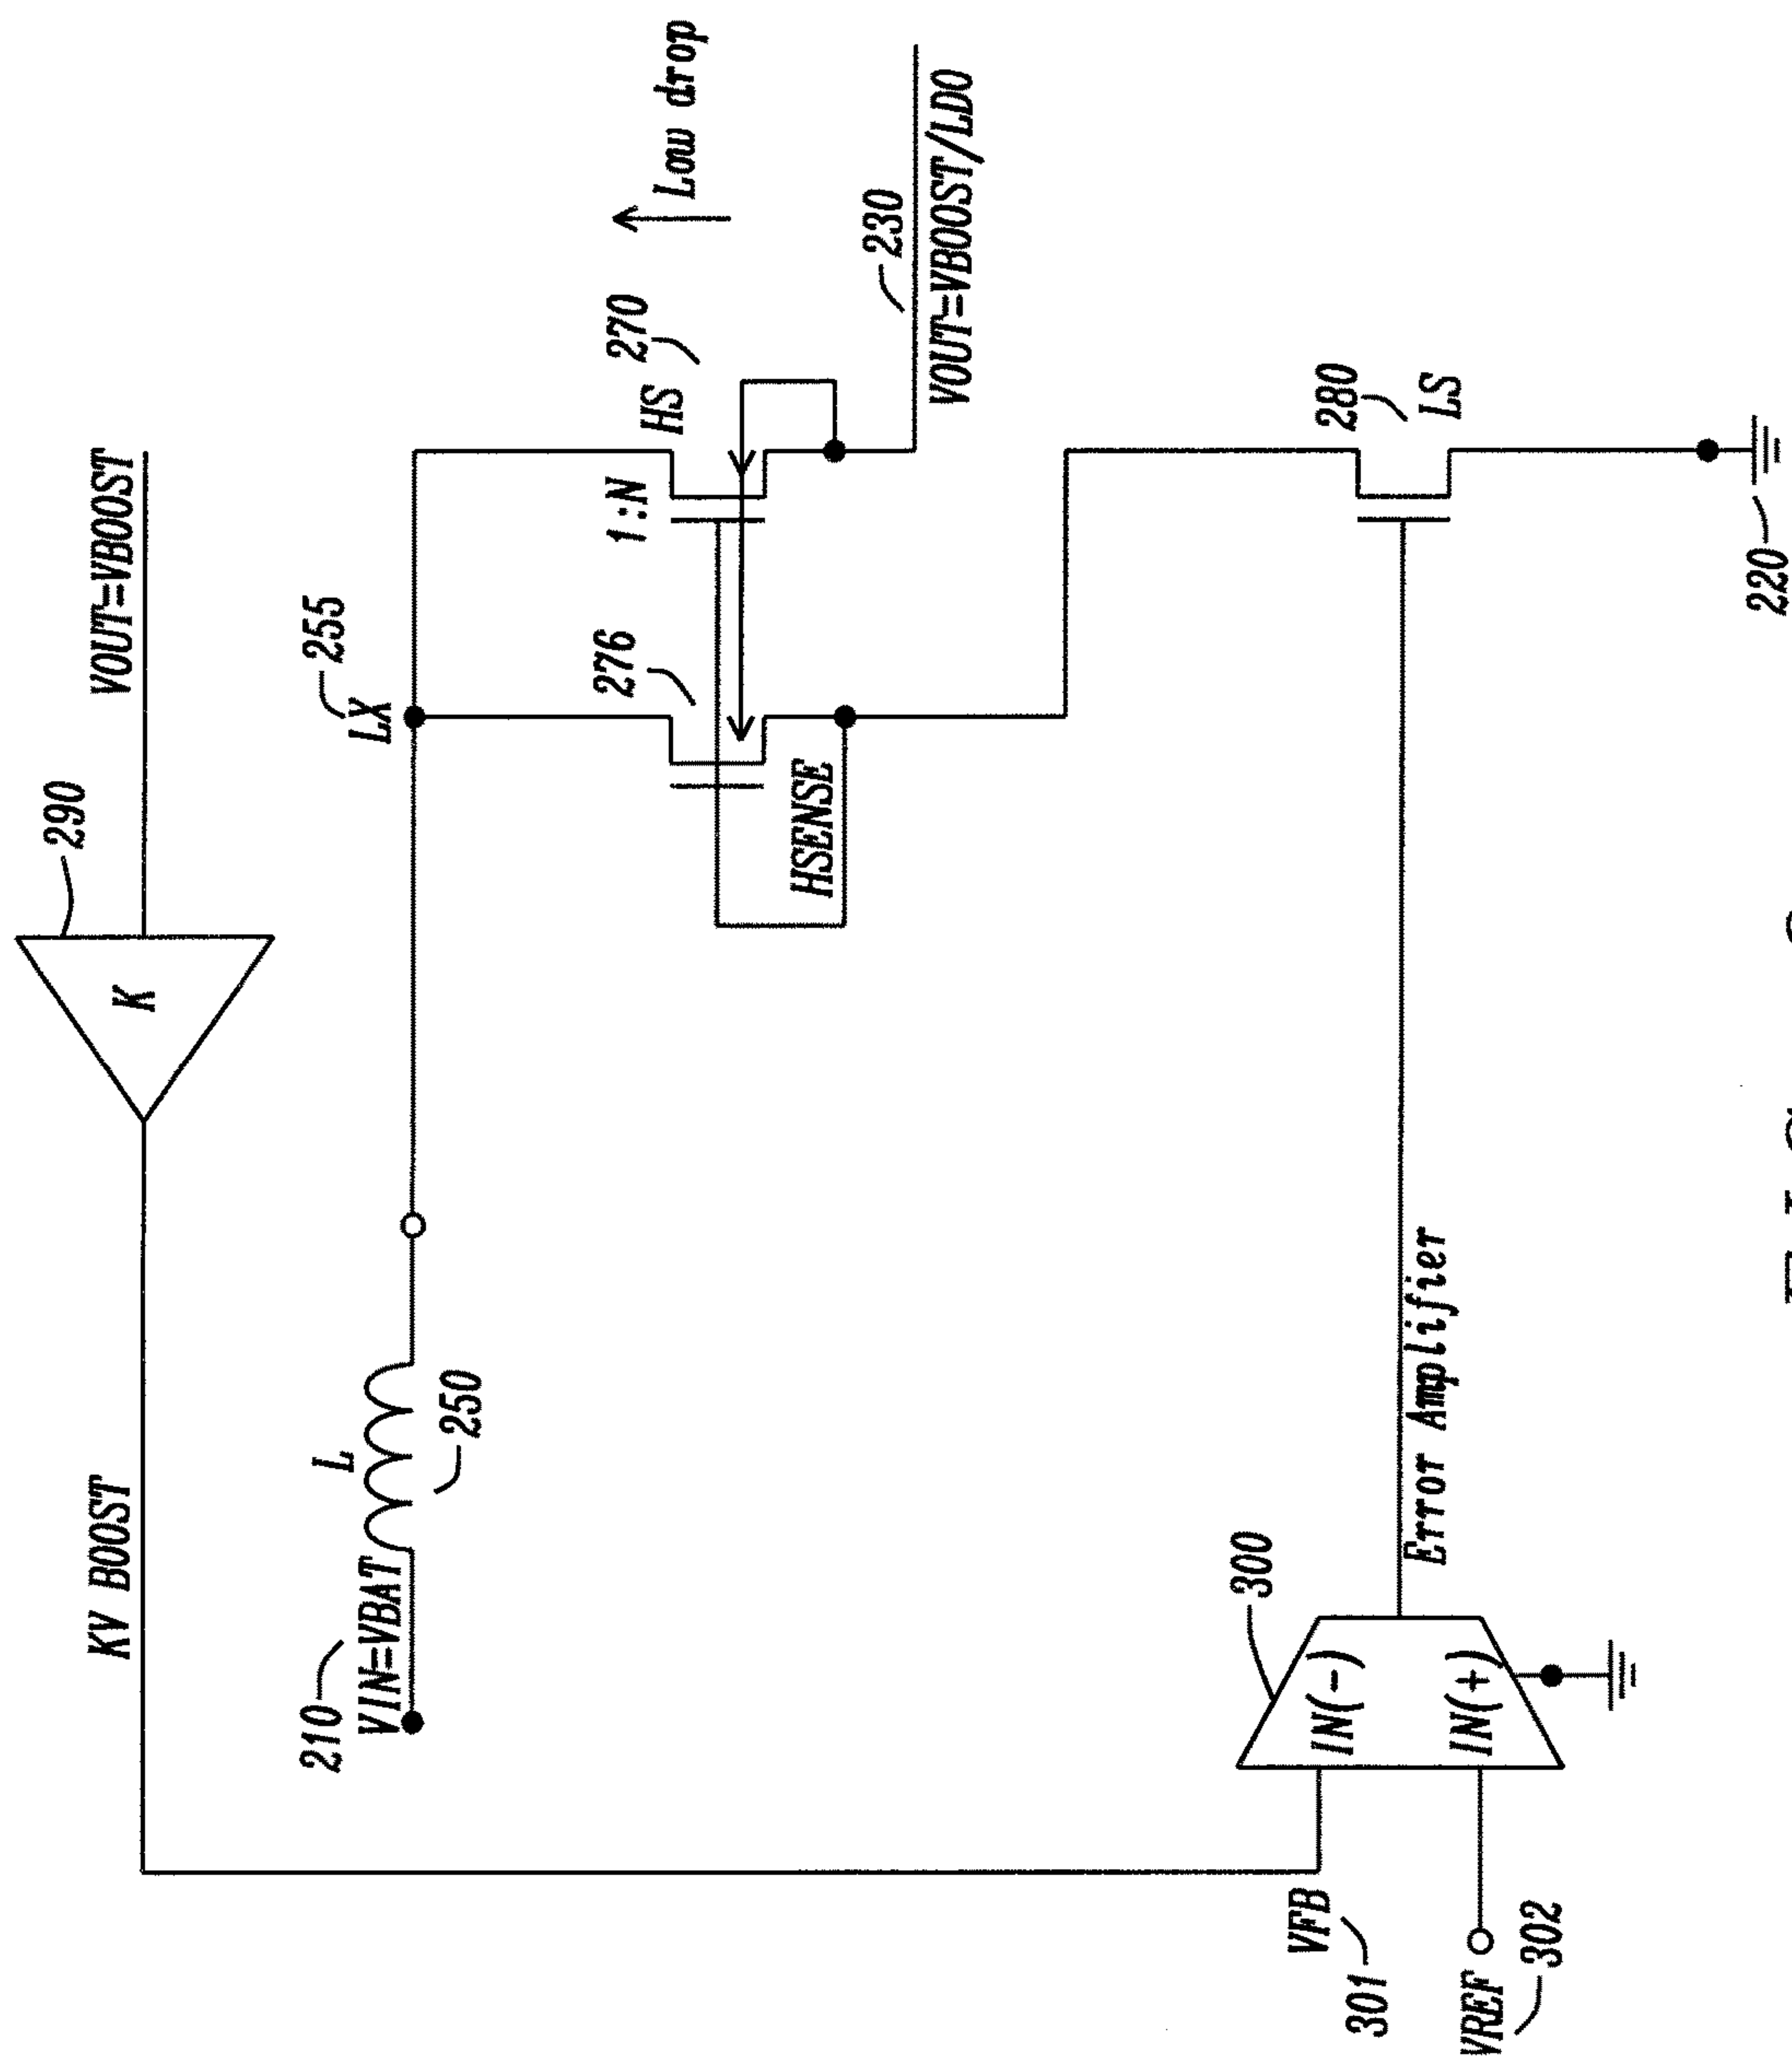 KV BOOST
K
290
VOUT=VBOOST
210
VIN=VBAT
L
250
LX
255
HSENSE
276
1:N
HS
270
Low drop
230
VOUT=VBOOST/LDO
VFB
301
VREF
302
IN(-)
IN(+)
300
Error Amplifier
280
LS
220